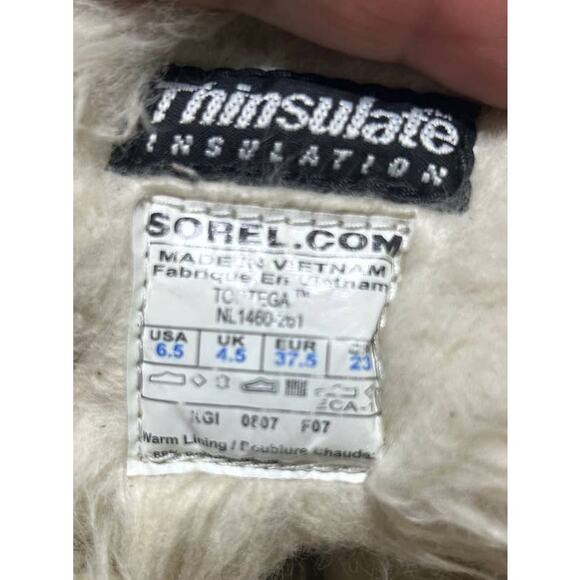 Thinsulate
INSULATION
SOREL.COM
MADE IN VIETNAM
Fabrique En Vietnam
NL1460-261
USA UK EUR
6.5 4.5 37.5 23
0807 F07
Warm Lining / Doublure Chaude